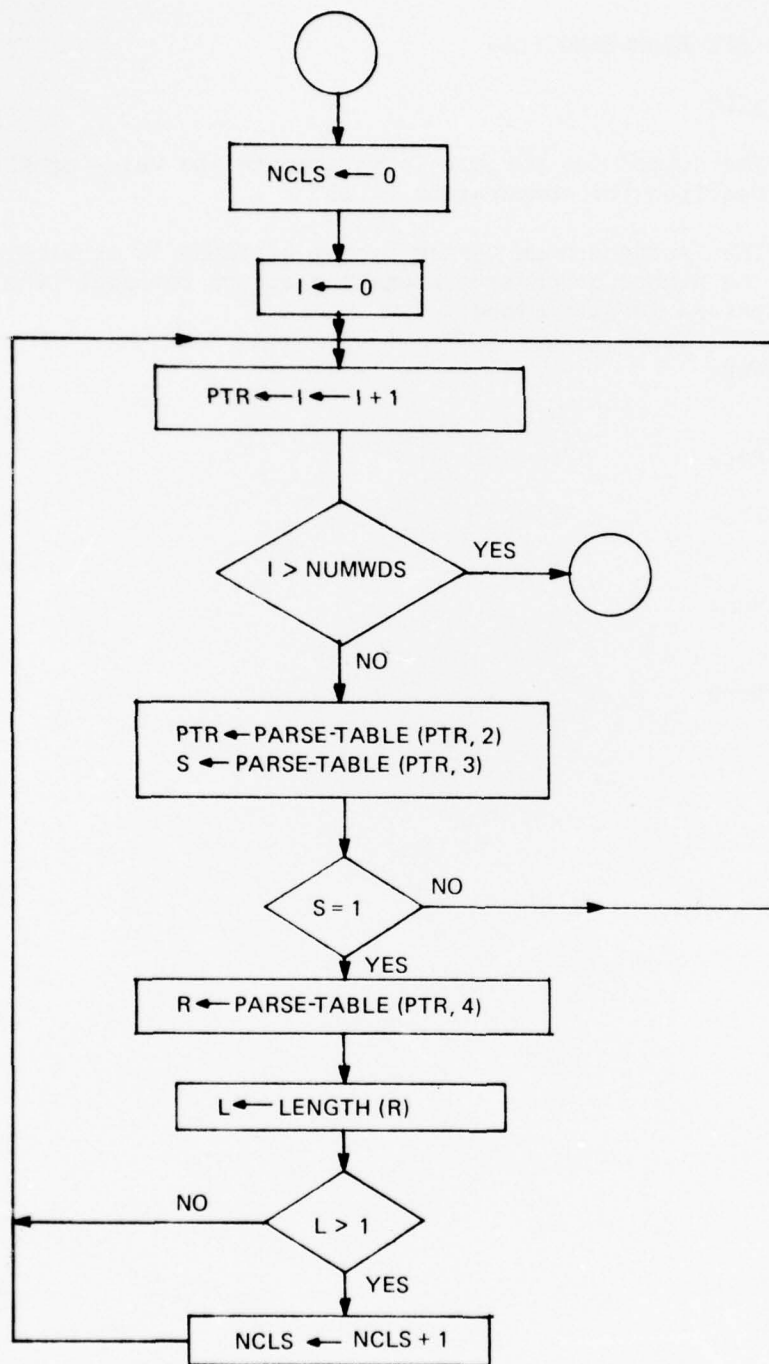 NCLS ← 0
I ← 0
PTR ← I ← I + 1
I > NUMWDS
YES
NO
PTR ← PARSE-TABLE (PTR, 2)
S ← PARSE-TABLE (PTR, 3)
S = 1
NO
YES
R ← PARSE-TABLE (PTR, 4)
L ← LENGTH (R)
L > 1
NO
YES
NCLS ← NCLS + 1